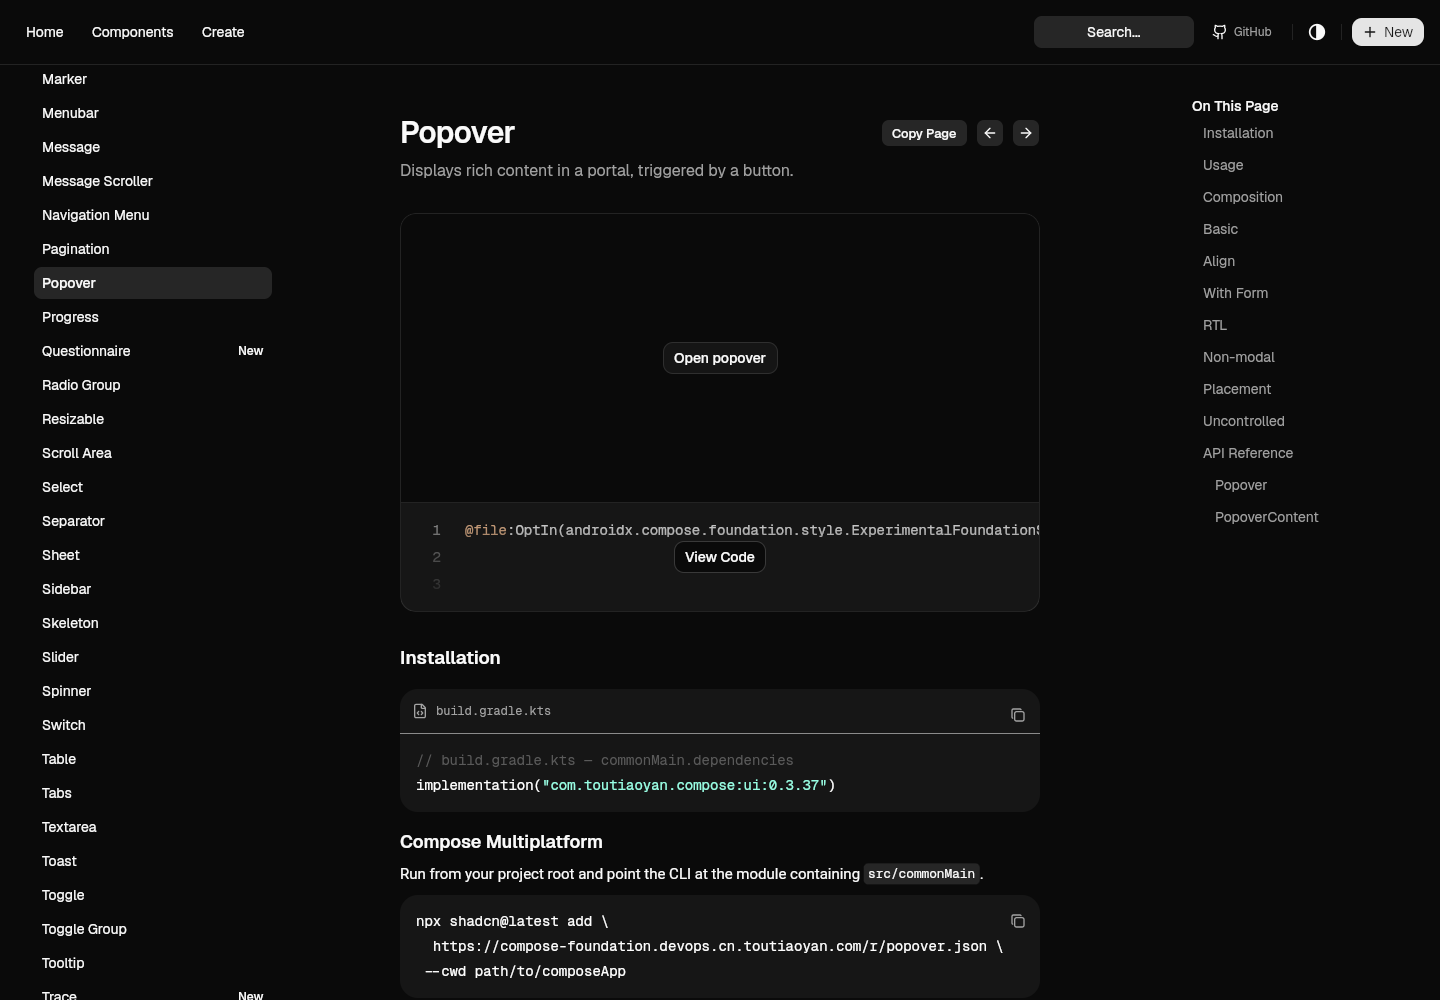 Home
Components
Create
Search...
GitHub
New
Marker
Menubar
Message
Message Scroller
Navigation Menu
Pagination
Popover
Progress
Questionnaire New
Radio Group
Resizable
Scroll Area
Select
Separator
Sheet
Sidebar
Skeleton
Slider
Spinner
Switch
Table
Tabs
Textarea
Toast
Toggle
Toggle Group
Tooltip
Trace New
Popover
Copy Page
Displays rich content in a portal, triggered by a button.
Open popover
1 @file:OptIn(androidx.compose.foundation.style.ExperimentalFoundationS
2
View Code
3
Installation
build.gradle.kts
// build.gradle.kts — commonMain.dependencies
implementation("com.toutiaoyan.compose:ui:0.3.37")
Compose Multiplatform
Run from your project root and point the CLI at the module containing src/commonMain.
npx shadcn@latest add \
https://compose-foundation.devops.cn.toutiaoyan.com/r/popover.json \
--cwd path/to/composeApp
On This Page
Installation
Usage
Composition
Basic
Align
With Form
RTL
Non-modal
Placement
Uncontrolled
API Reference
Popover
PopoverContent